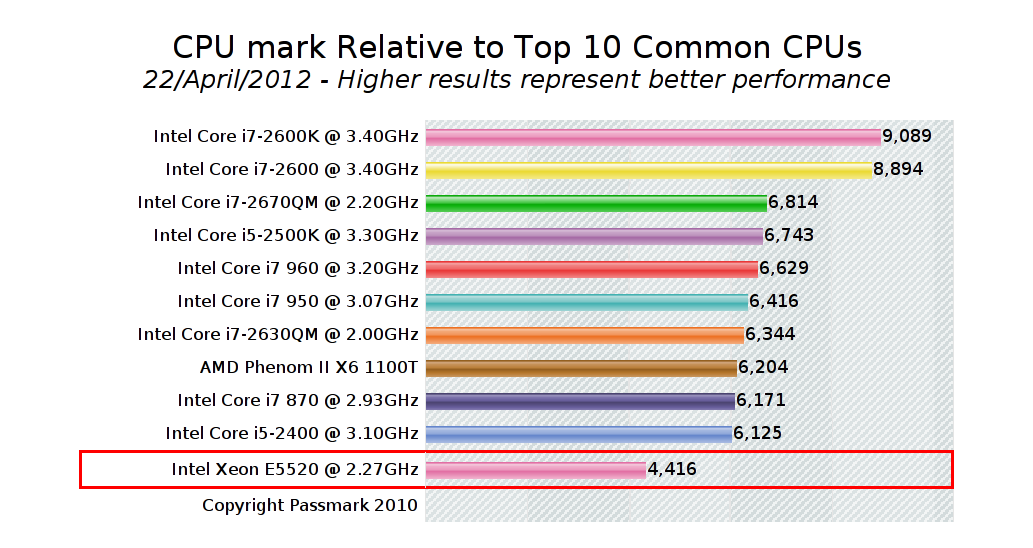 CPU mark Relative to Top 10 Common CPUs
22/April/2012 - Higher results represent better performance
Intel Core i7-2600K @ 3.40GHz 9,089
Intel Core i7-2600 @ 3.40GHz 8,894
Intel Core i7-2670QM @ 2.20GHz 6,814
Intel Core i5-2500K @ 3.30GHz 6,743
Intel Core i7 960 @ 3.20GHz 6,629
Intel Core i7 950 @ 3.07GHz 6,416
Intel Core i7-2630QM @ 2.00GHz 6,344
AMD Phenom II X6 1100T 6,204
Intel Core i7 870 @ 2.93GHz 6,171
Intel Core i5-2400 @ 3.10GHz 6,125
Intel Xeon E5520 @ 2.27GHz 4,416
Copyright Passmark 2010